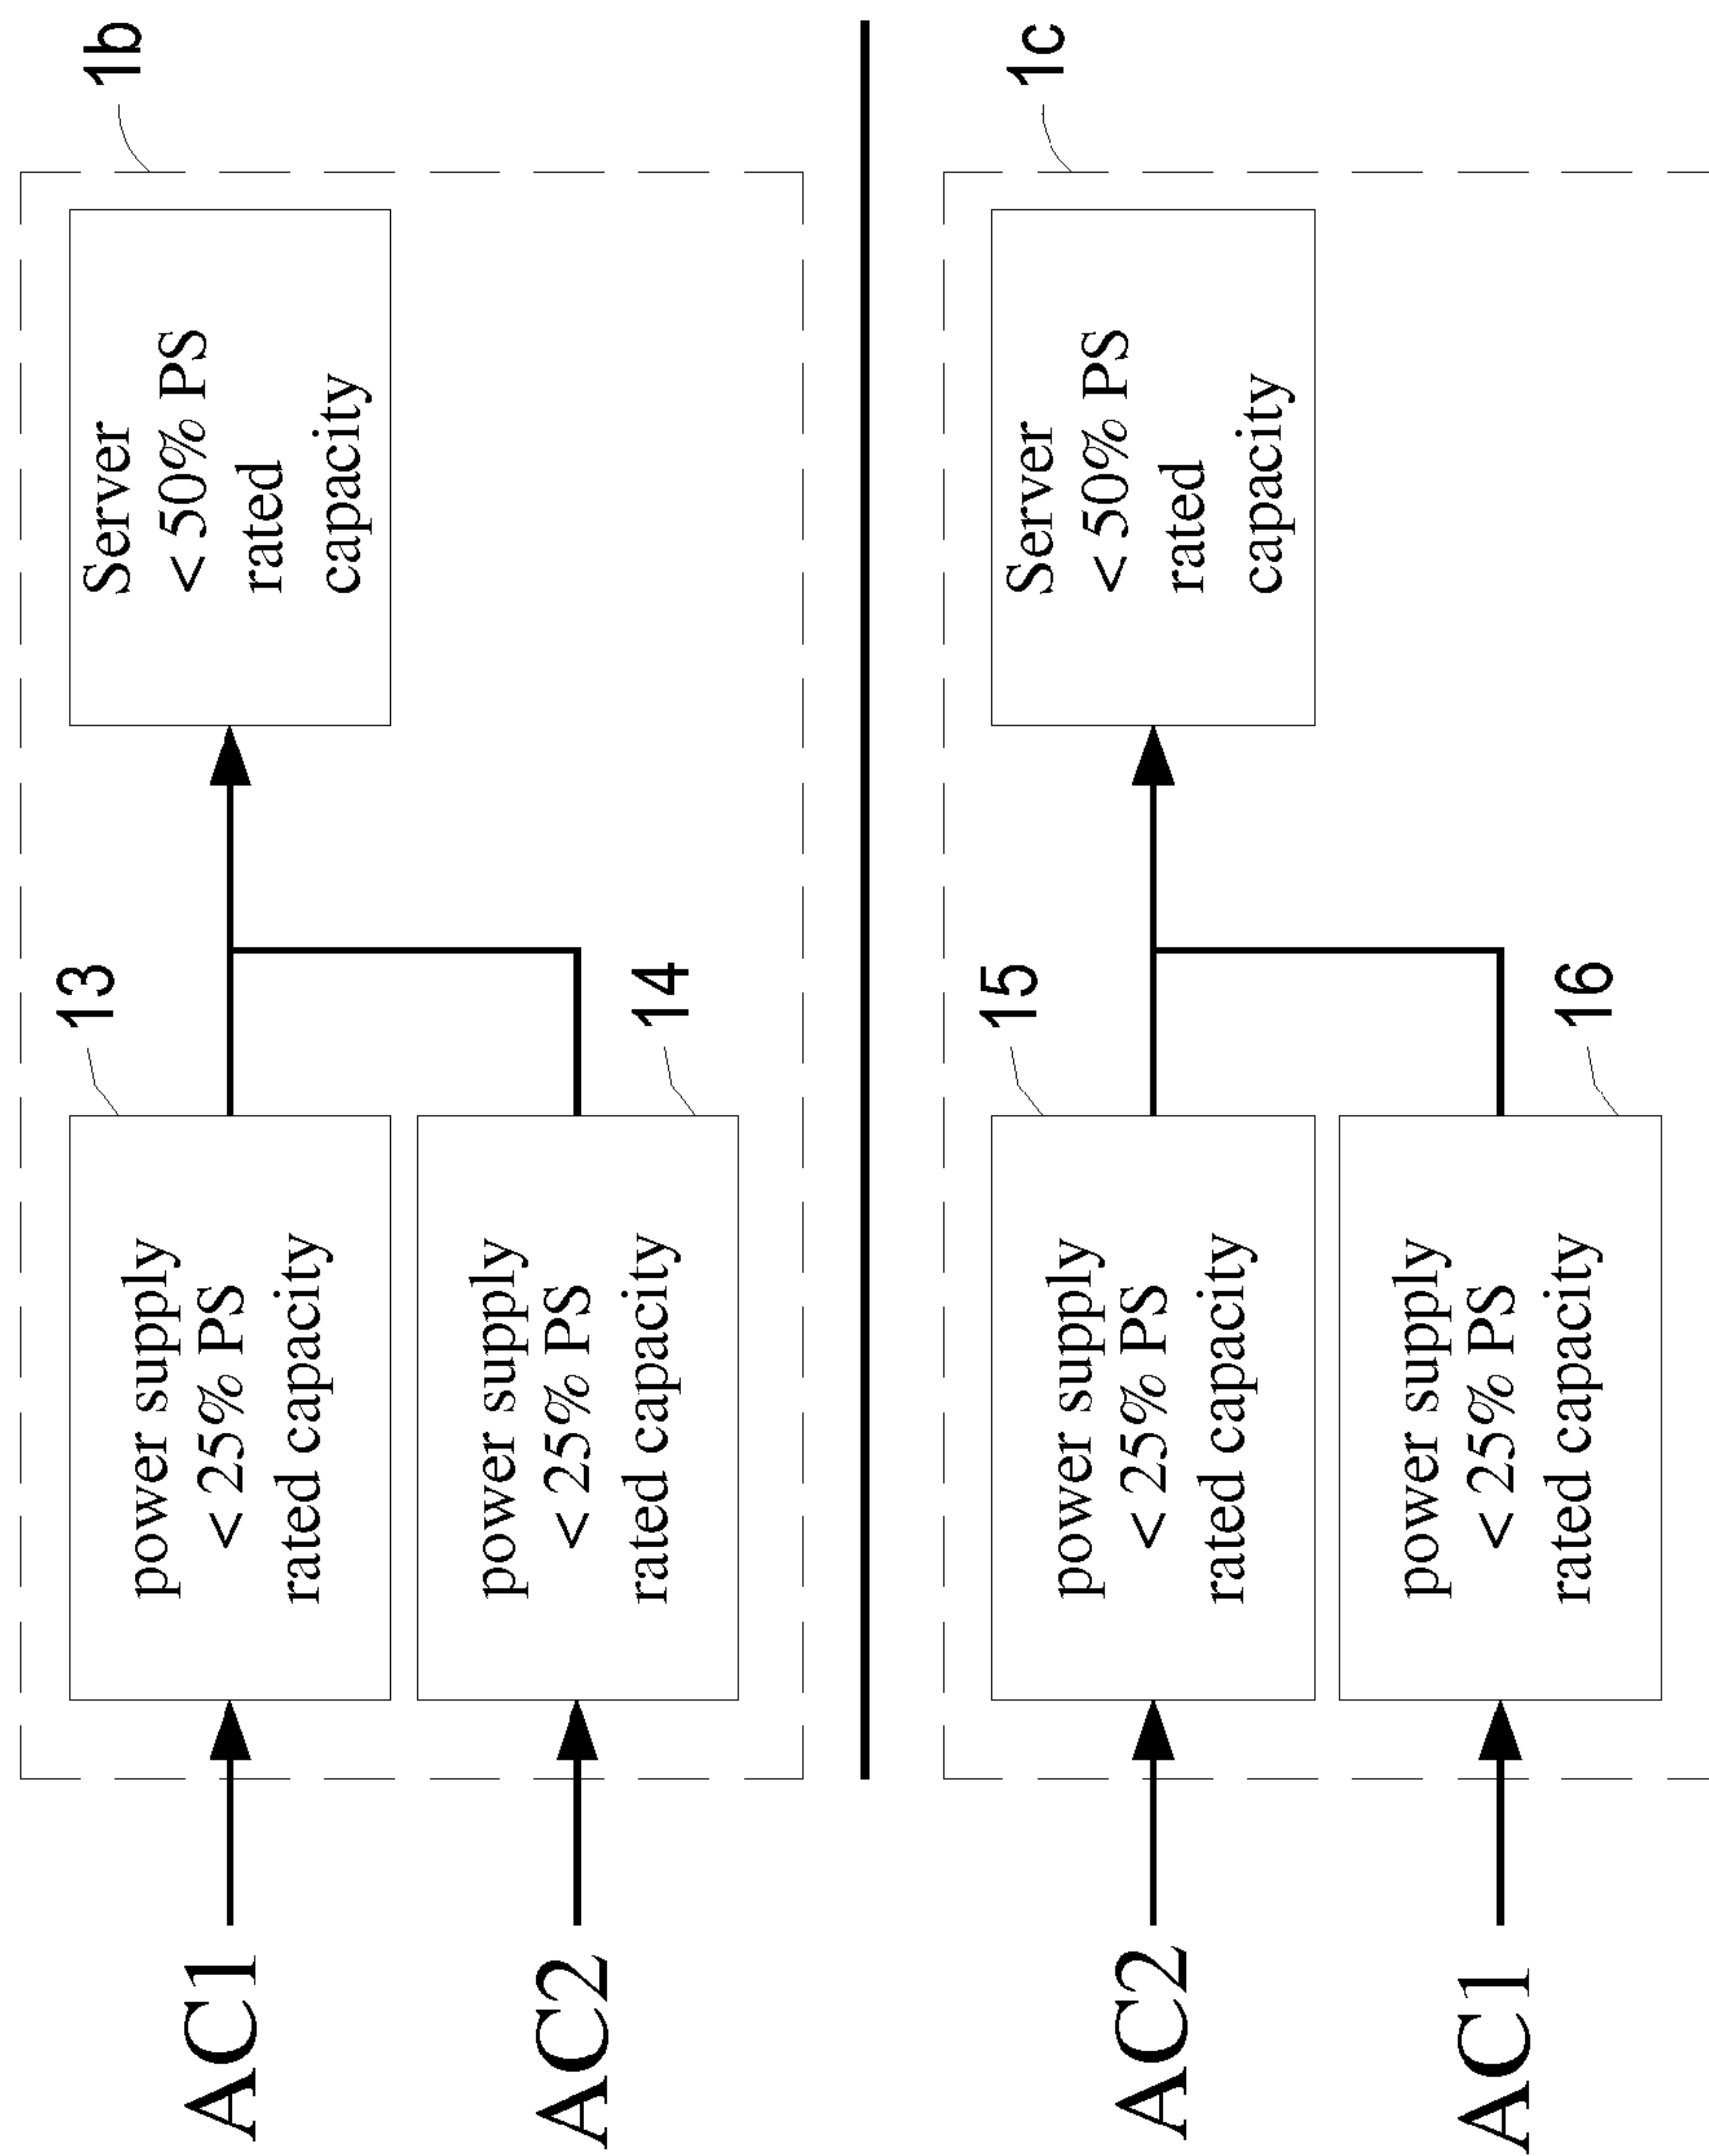 1b
13
AC1
power supply
< 25% PS
rated capacity
Server
< 50% PS
rated
capacity
14
AC2
power supply
< 25% PS
rated capacity
1c
15
AC2
power supply
< 25% PS
rated capacity
Server
< 50% PS
rated
capacity
16
AC1
power supply
< 25% PS
rated capacity